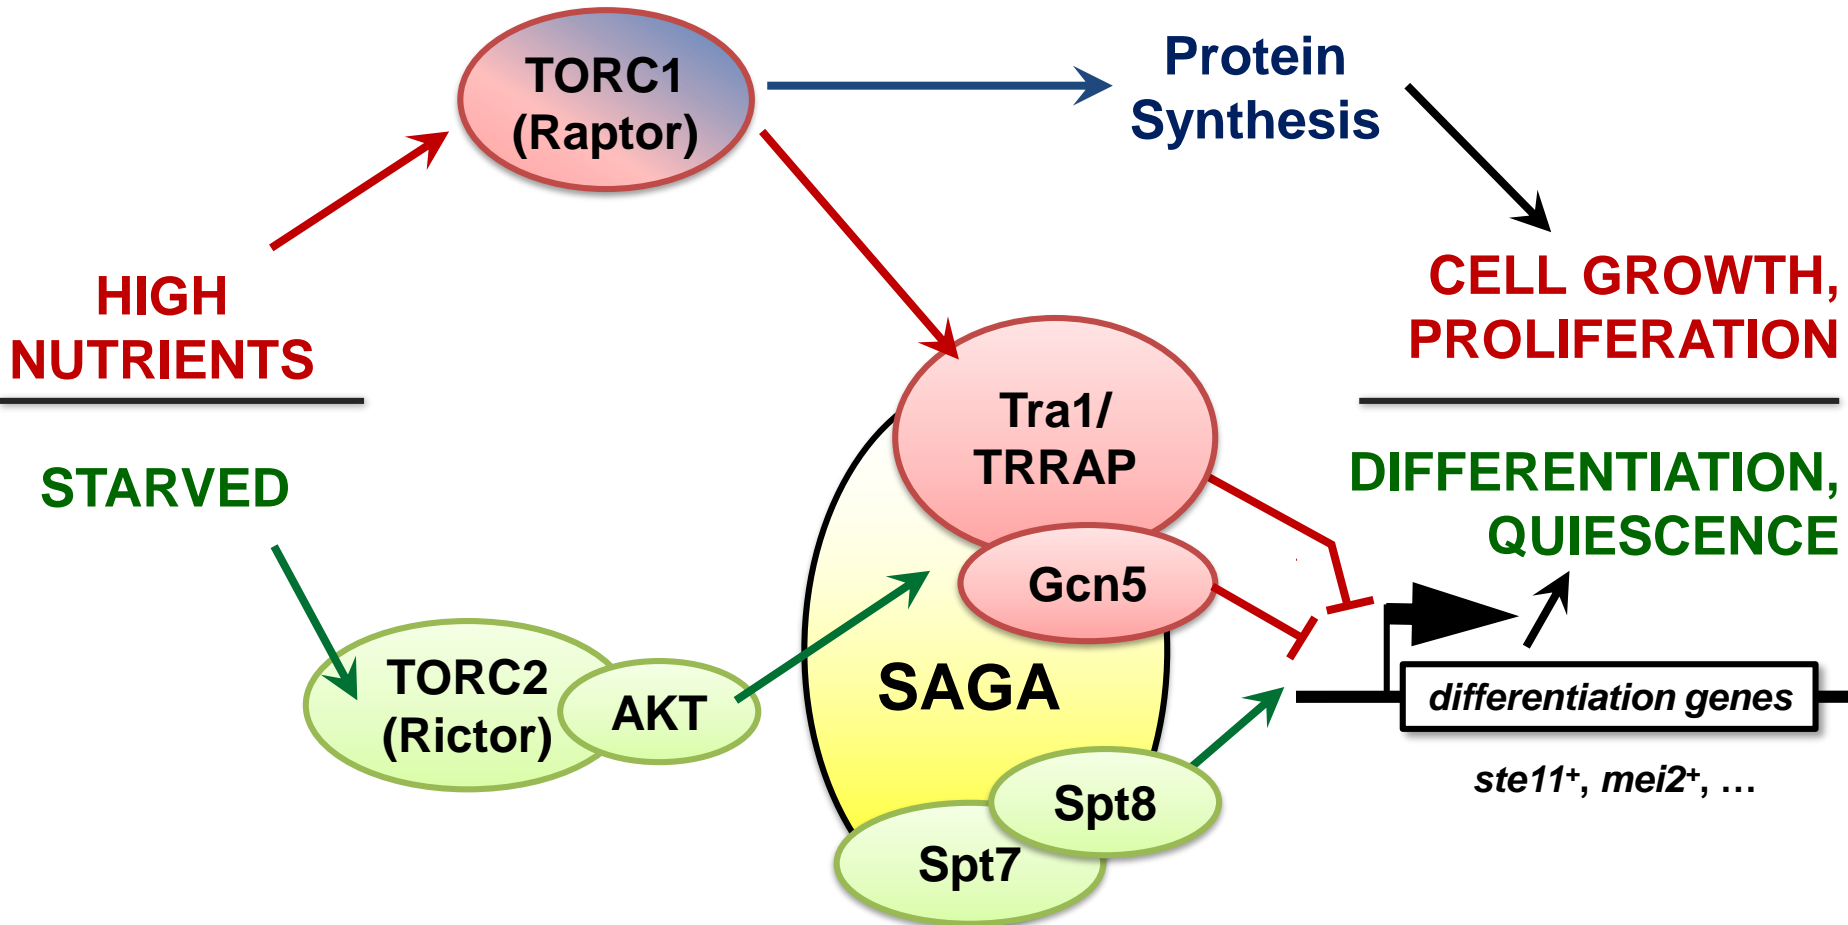 TORC1
(Raptor)
Protein
Synthesis
HIGH
NUTRIENTS
CELL GROWTH,
PROLIFERATION
STARVED
Tra1/
TRRAP
DIFFERENTIATION,
QUIESCENCE
Gcn5
TORC2
(Rictor)
AKT
SAGA
differentiation genes
Spt8
ste11⁺, mei2⁺, ...
Spt7